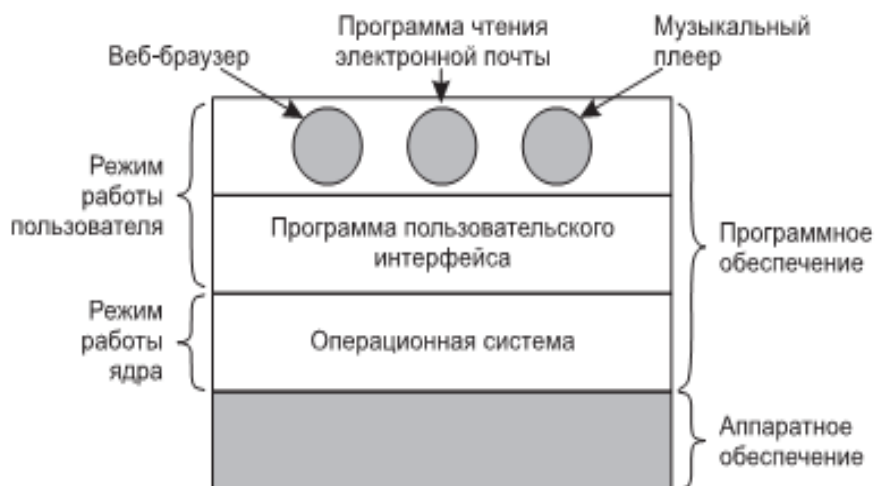 Веб-браузер
Программа чтения
электронной почты
Музыкальный
плеер
Режим
работы
пользователя
Программа пользовательского
интерфейса
Программное
обеспечение
Режим
работы
ядра
Операционная система
Аппаратное
обеспечение